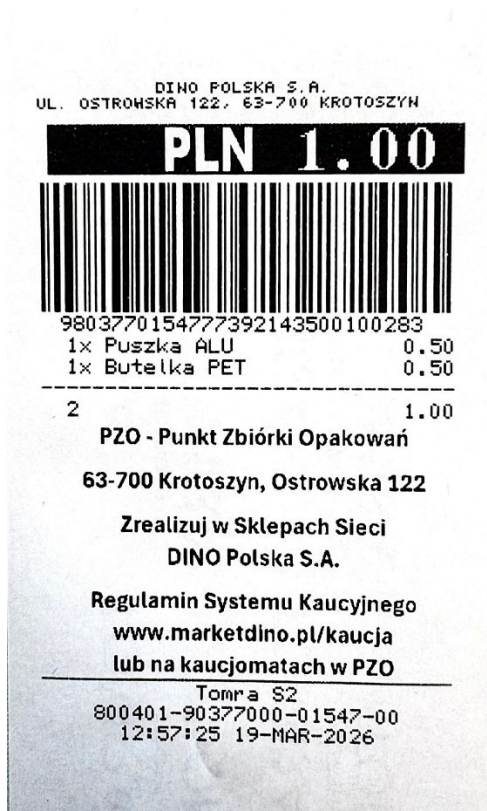 DINO POLSKA S.A.
UL. OSTROWSKA 122, 63-700 KROTOSZYN
PLN 1.00
9803770154777392143500100283
1x Puszka ALU 0.50
1x Butelka PET 0.50
--------------------------------
2 1.00
PZO - Punkt Zbiórki Opakowań
63-700 Krotoszyn, Ostrowska 122
Zrealizuj w Sklepach Sieci
DINO Polska S.A.
Regulamin Systemu Kaucyjnego
www.marketdino.pl/kaucja
lub na kaucjomatach w PZO
Tomra S2
800401-90377000-01547-00
12:57:25 19-MAR-2026